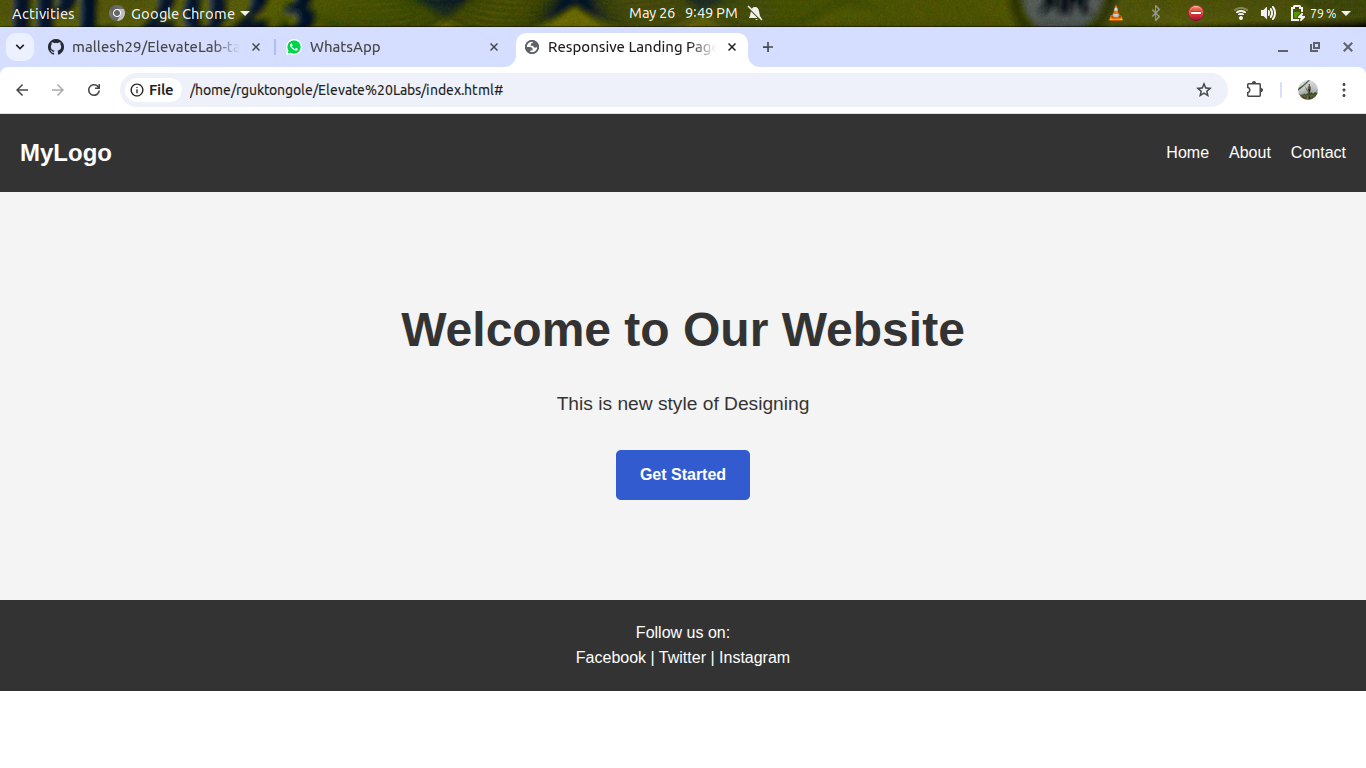 Activities Google Chrome May 26 9:49 PM 79 %
mallesh29/ElevateLab-ta WhatsApp Responsive Landing Page
File /home/rguktongole/Elevate%20Labs/index.html#
MyLogo Home About Contact
Welcome to Our Website
This is new style of Designing
Get Started
Follow us on:
Facebook | Twitter | Instagram